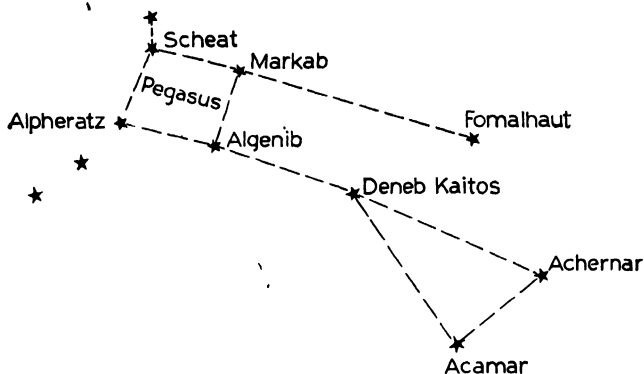 Scheat
Markab
Pegasus
Alpheratz
Algenib
Fomalhaut
Deneb Kaitos
Achernar
Acamar